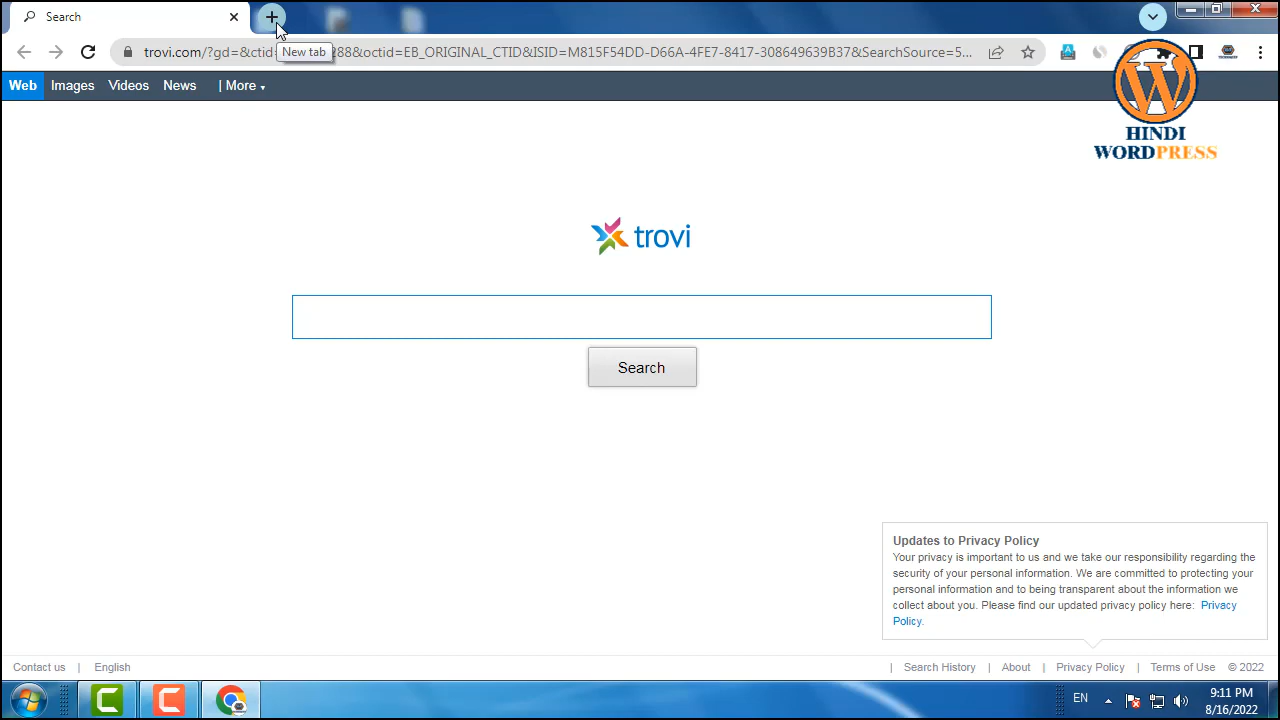 Search
New tab
trovi.com/?gd=&ctid
288&octid=EB_ORIGINAL_CTID&ISID=M815F54DD-D66A-4FE7-8417-308649639B37&SearchSource=5...
Web Images Videos News | More
HINDI
WORDPRESS
trovi
Search
Updates to Privacy Policy
Your privacy is important to us and we take our responsibility regarding the
security of your personal information. We are committed to protecting your
personal information and to being transparent about the information we
collect about you. Please find our updated privacy policy here: Privacy
Policy.
Contact us | English | Search History | About | Privacy Policy | Terms of Use © 2022
EN
9:11 PM
8/16/2022